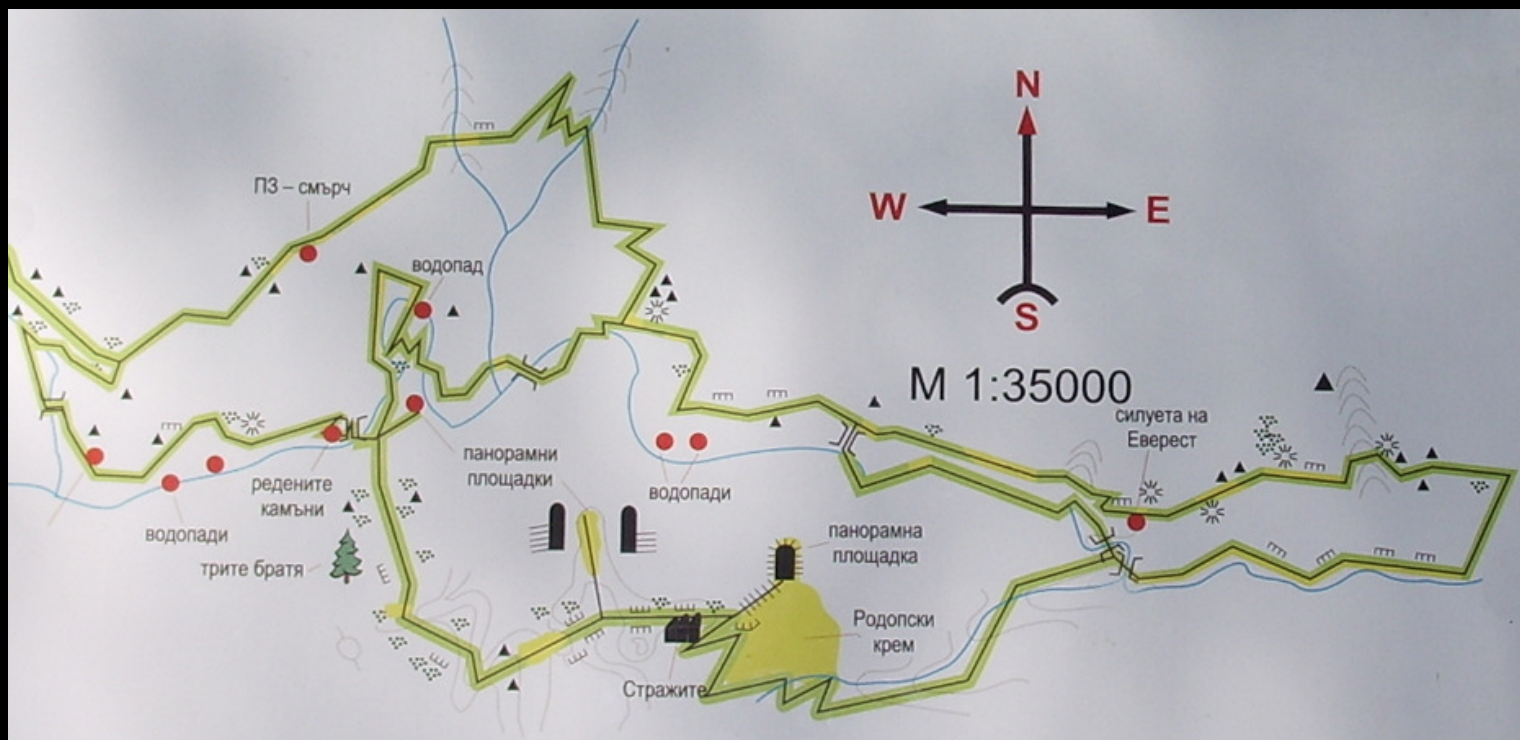 N
W
E
S
М 1:35000
ПЗ – смърч
водопад
силуета на
Еверест
панорамни
площадки
редените
камъни
водопади
водопади
трите братя
панорамна
площадка
Родопски
крем
Стражите